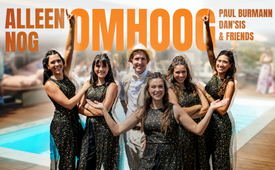 ALLEEN
NOG
OMHOOG
PAUL BURMANN
DAN'SIS
& FRIENDS